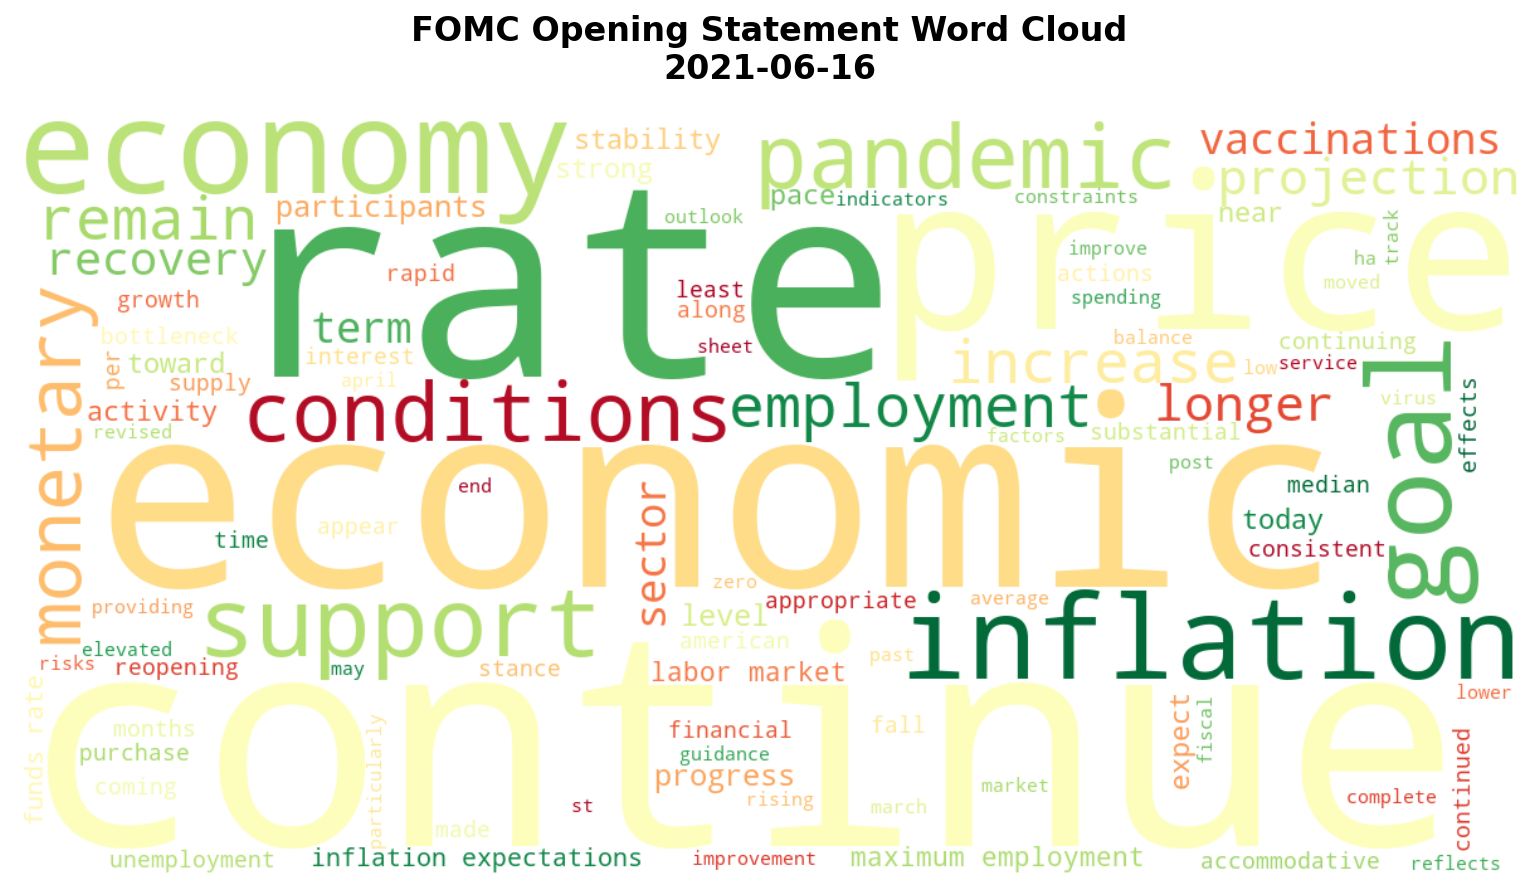 FOMC Opening Statement Word Cloud
2021-06-16
economy
stability
strong
pandemic
vaccinations
projection
remain
participants
pace
indicators
constraints
near
outlook
recovery
rate
price
track
improve
ha
rapid
actions
moved
growth
least
spending
along
monetary
term
bottleneck
sheet
balance
continuing
interest
increase
toward
per
supply
april
low
service
goal
conditions
employment
longer
virus
activity
revised
factors
substantial
effects
economic
post
end
median
sector
appear
time
today
consistent
zero
providing
support
level
appropriate
average
inflation
american
elevated
risks
reopening
may
stance
labor market
past
continue
lower
funds rate
months
particularly
financial
fall
expect
fiscal
purchase
guidance
continued
progress
coming
rising
market
complete
st
march
made
unemployment
inflation expectations
improvement
maximum employment
accommodative
reflects